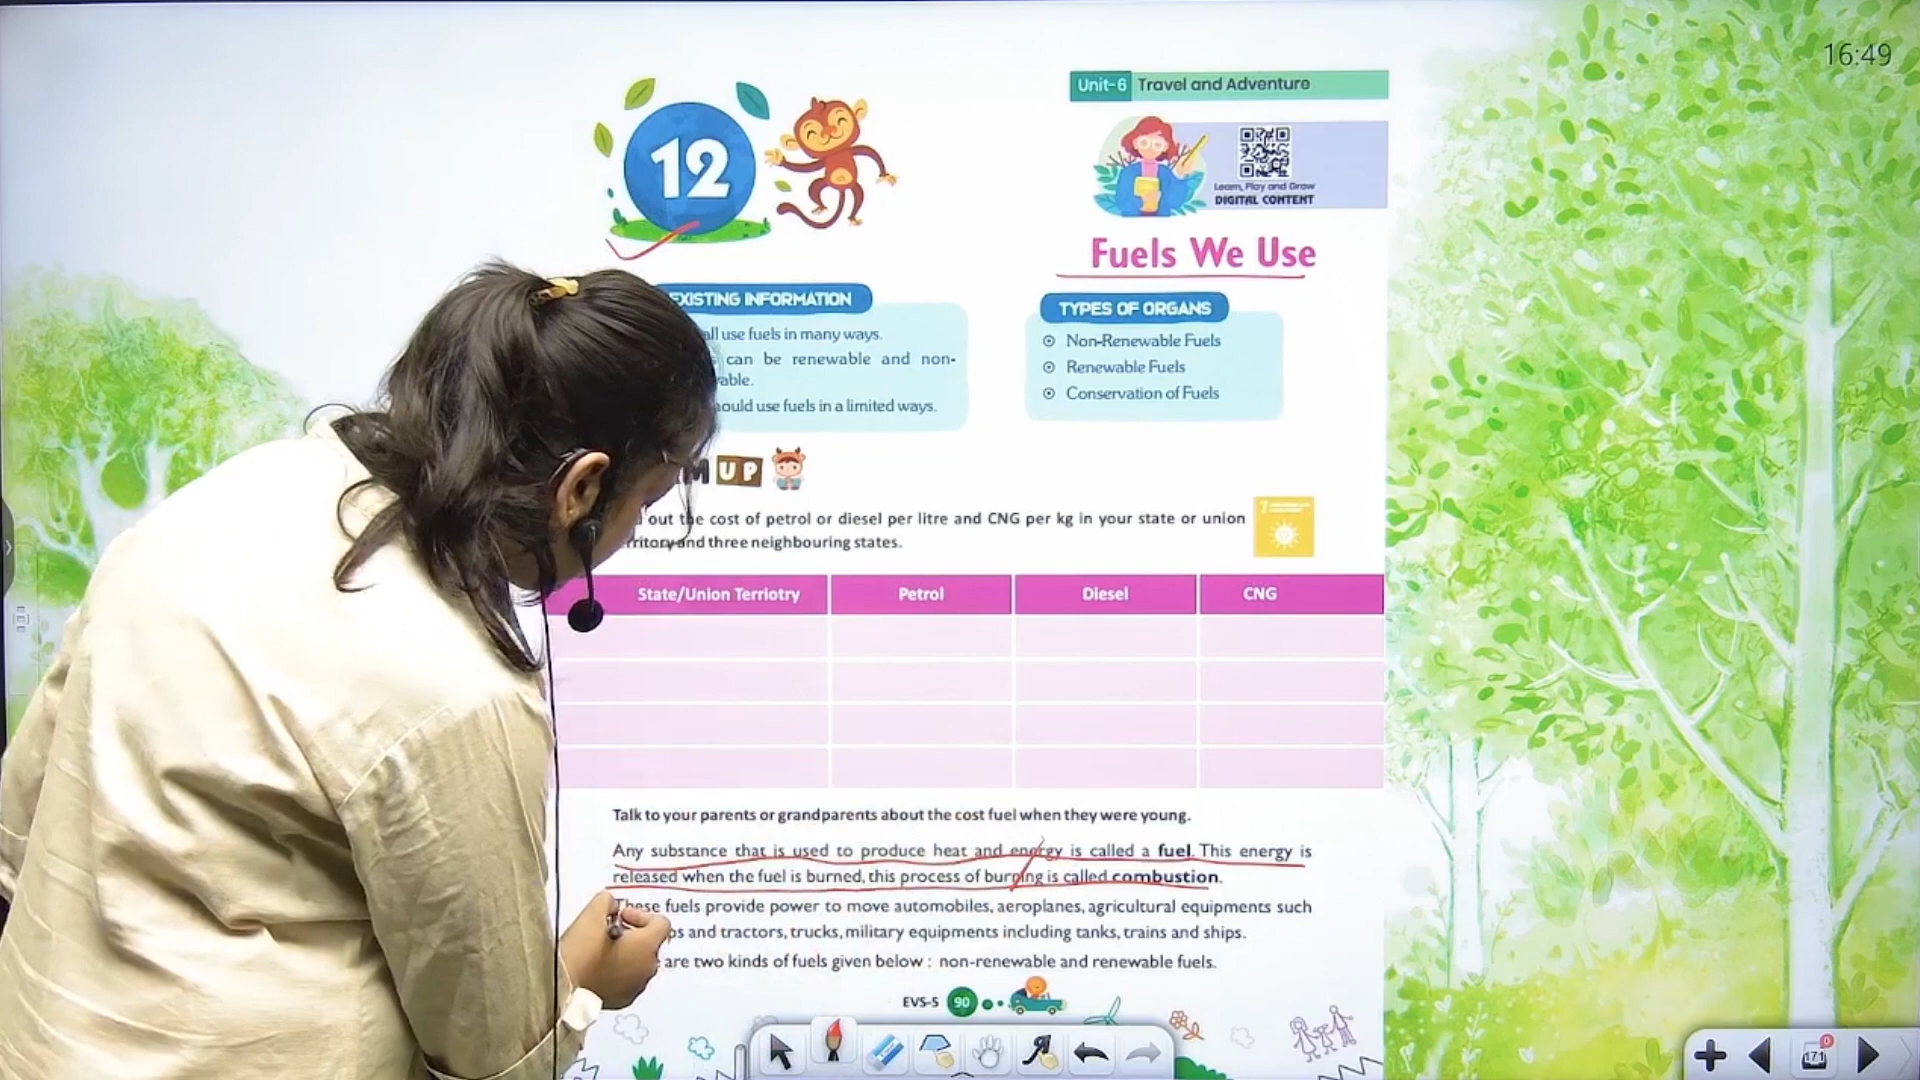 16:49
Unit-6 Travel and Adventure
12
Learn, Play and Grow
DIGITAL CONTENT
Fuels We Use
EXISTING INFORMATION
all use fuels in many ways.
can be renewable and non-
should use fuels in a limited ways.
TYPES OF ORGANS
Non-Renewable Fuels
Renewable Fuels
Conservation of Fuels
UP
out the cost of petrol or diesel per litre and CNG per kg in your state or union
and three neighbouring states.
7
State/Union Terriotry Petrol Diesel CNG
Talk to your parents or grandparents about the cost fuel when they were young.
Any substance that is used to produce heat and energy is called a fuel. This energy is
released when the fuel is burned, this process of burning is called combustion.
These fuels provide power to move automobiles, aeroplanes, agricultural equipments such
and tractors, trucks, military equipments including tanks, trains and ships.
are two kinds of fuels given below : non-renewable and renewable fuels.
EVS-5 90
171
0